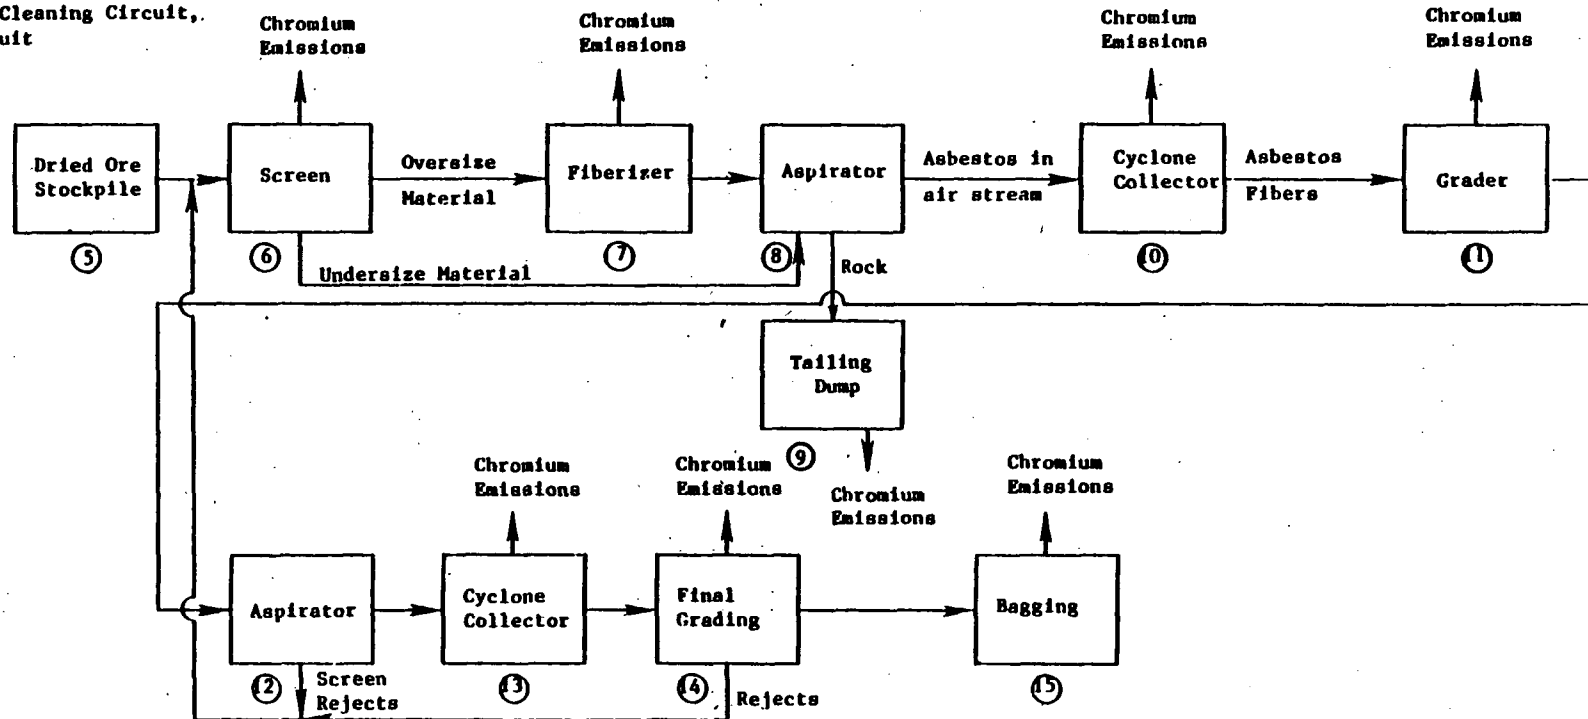 Cleaning Circuit,
uit
Chromium
Emissions
Chromium
Emissions
Chromium
Emissions
Chromium
Emissions
Dried Ore
Stockpile
Screen
Oversize
Material
Fiberizer
Aspirator
Asbestos in
air stream
Cyclone
Collector
Asbestos
Fibers
Grader
5
6
7
8
10
11
Undersize Material
Rock
Tailing
Dump
9
Chromium
Emissions
Chromium
Emissions
Chromium
Emissions
Chromium
Emissions
Aspirator
Cyclone
Collector
Final
Grading
Bagging
12
Screen
Rejects
13
14
Rejects
15